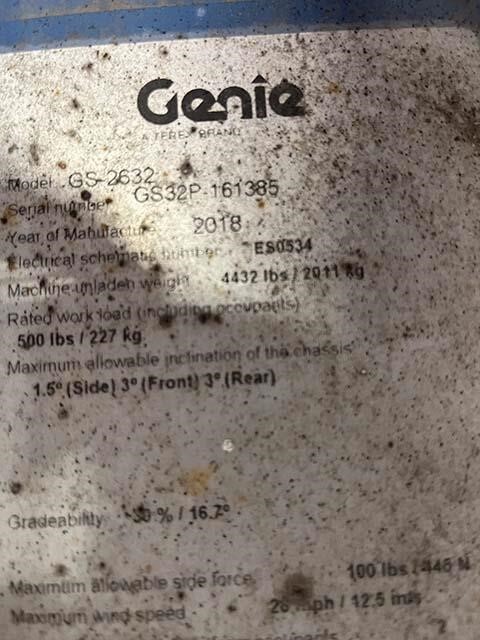 Genie
A TEREX BRAND
Model: GS-2632
Serial number: GS32P-161385
Year of Manufacture: 2018
Electrical schematic number: ES0534
Machine unladen weight: 4432 lbs / 2011 kg
Rated work load (including occupants):
500 lbs / 227 kg
Maximum allowable inclination of the chassis:
1.5° (Side) 3° (Front) 3° (Rear)
Gradeability: 30 % / 16.7°
Maximum allowable side force: 100 lbs / 445 N
Maximum wind speed: 28 mph / 12.5 m/s
2